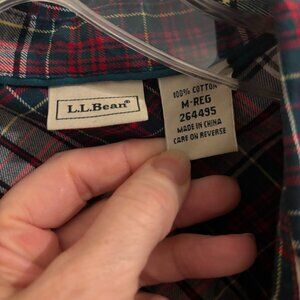 L.L.Bean®
100% COTTON
M-REG
264495
MADE IN CHINA
CARE ON REVERSE